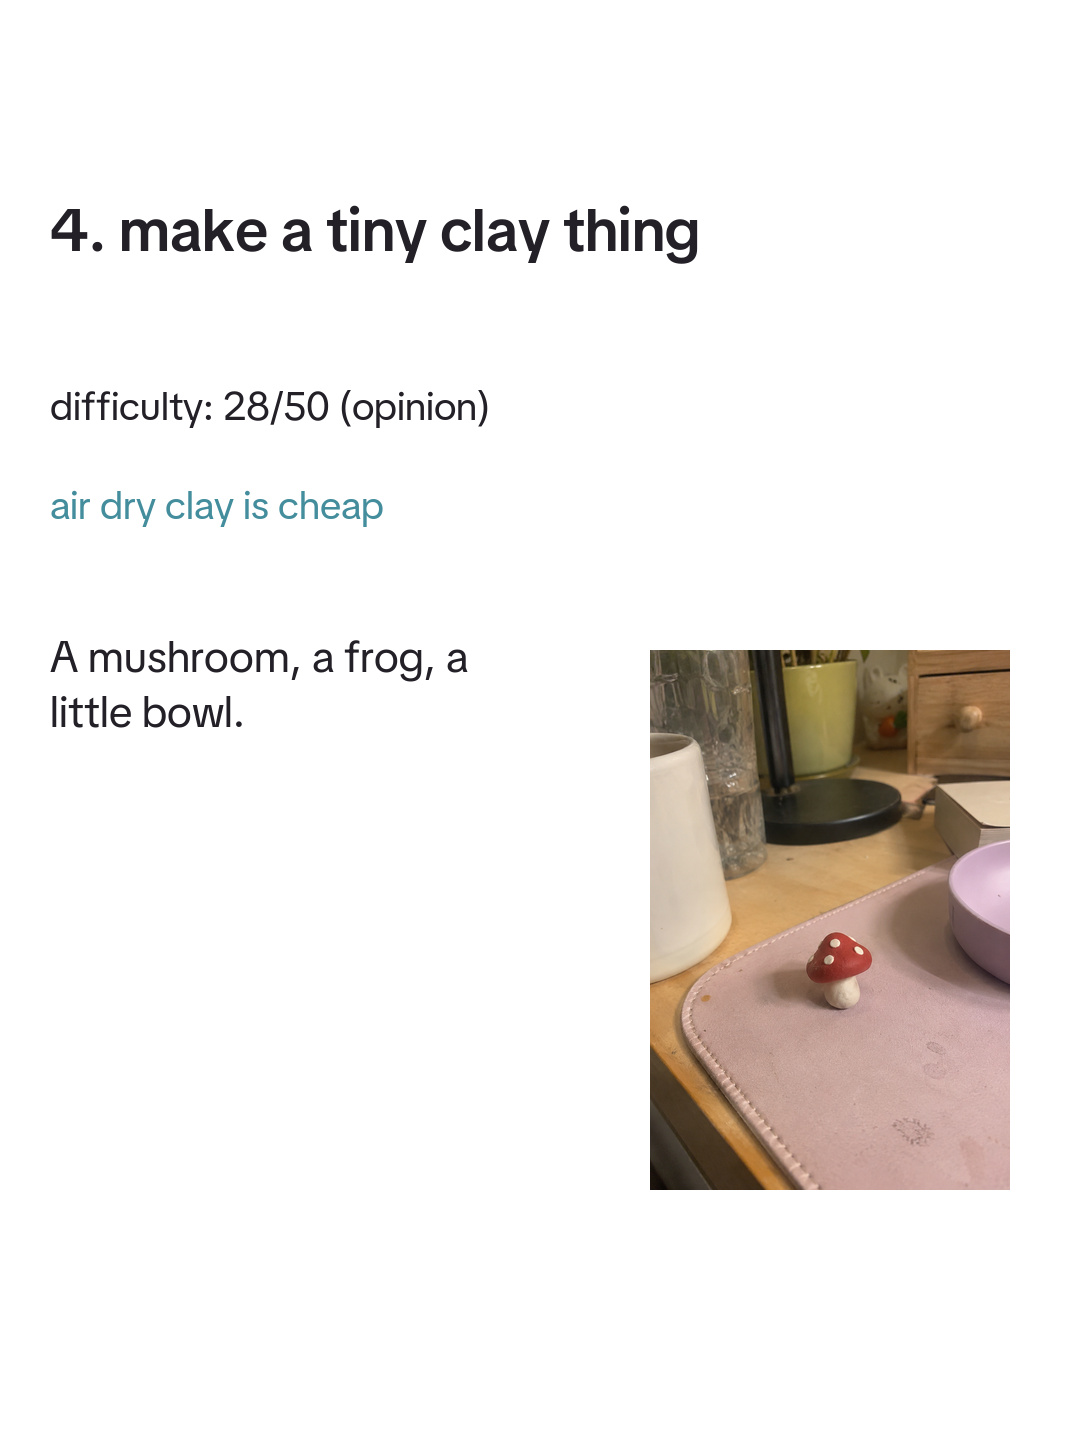 4. make a tiny clay thing
difficulty: 28/50 (opinion)
air dry clay is cheap
A mushroom, a frog, a
little bowl.